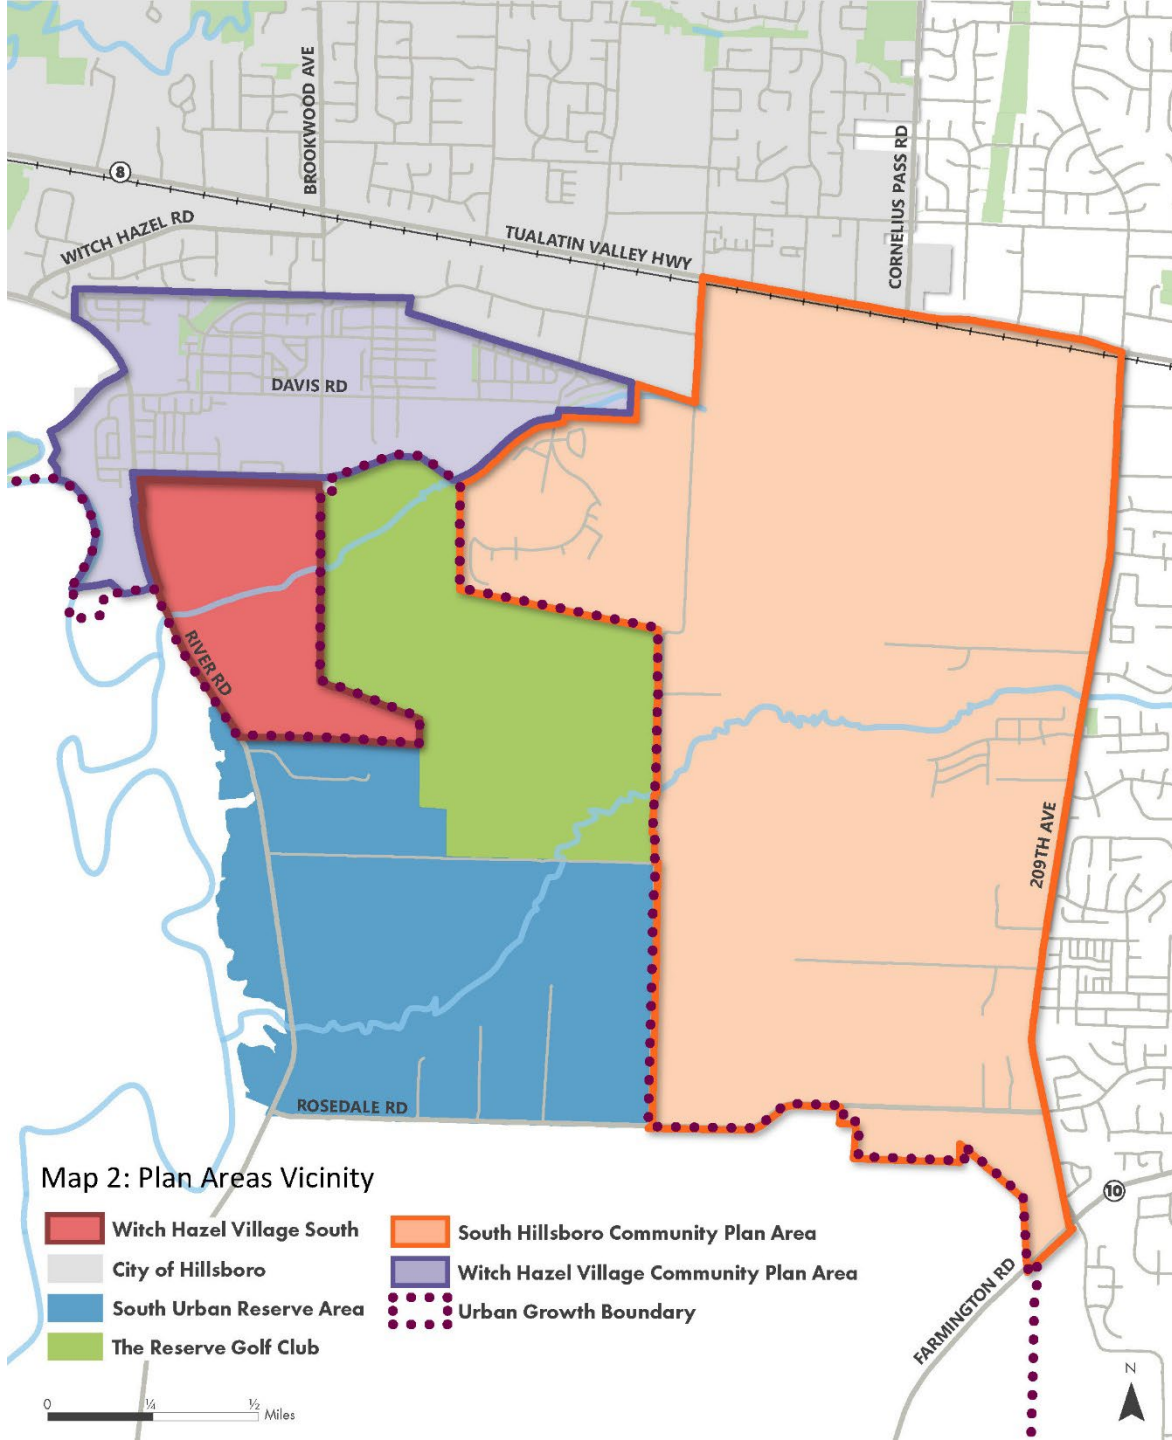 BROOKWOOD AVE
CORNELIUS PASS RD
8
WITCH HAZEL RD
TUALATIN VALLEY HWY
DAVIS RD
RIVER RD
209TH AVE
ROSEDALE RD
Map 2: Plan Areas Vicinity
10
Witch Hazel Village South
South Hillsboro Community Plan Area
City of Hillsboro
Witch Hazel Village Community Plan Area
South Urban Reserve Area
Urban Growth Boundary
The Reserve Golf Club
FARMINGTON RD
N
0 ¼ ½ Miles